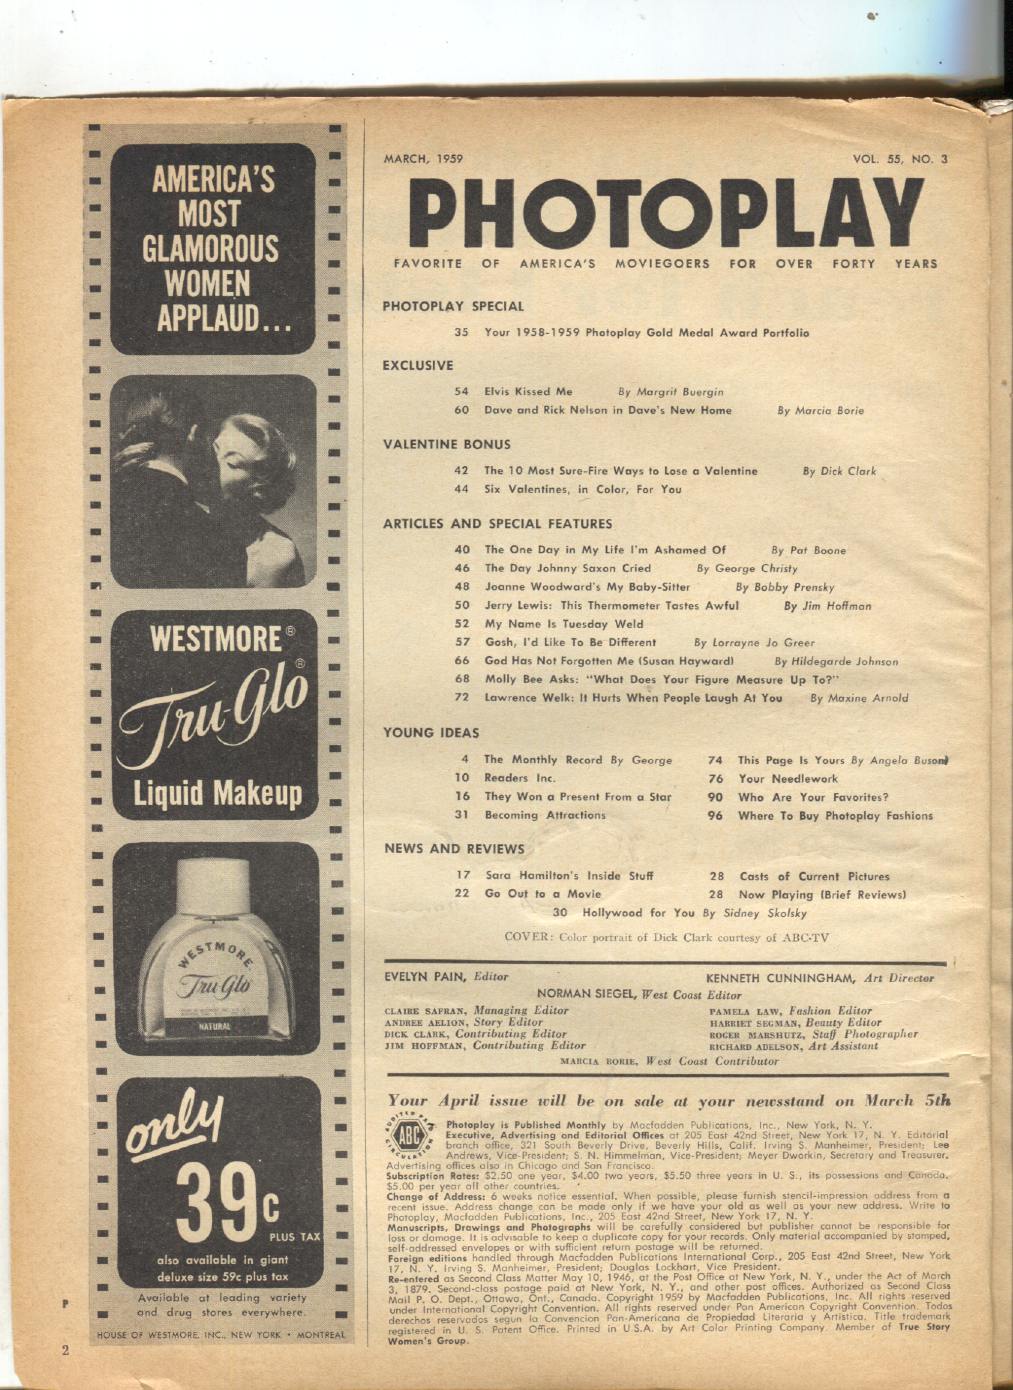 AMERICA'S
MOST
GLAMOROUS
WOMEN
APPLAUD...
WESTMORE®
Tru-Glo®
Liquid Makeup
WESTMORE
Tru-Glo
NATURAL
only
39c
PLUS TAX
also available in giant
deluxe size 59c plus tax
Available at leading variety
and drug stores everywhere.
HOUSE OF WESTMORE, INC., NEW YORK • MONTREAL
P
2
MARCH, 1959 VOL. 55, NO. 3
PHOTOPLAY
FAVORITE OF AMERICA'S MOVIEGOERS FOR OVER FORTY YEARS
PHOTOPLAY SPECIAL
35 Your 1958-1959 Photoplay Gold Medal Award Portfolio
EXCLUSIVE
54 Elvis Kissed Me By Margrit Buergin
60 Dave and Rick Nelson in Dave's New Home By Marcia Borie
VALENTINE BONUS
42 The 10 Most Sure-Fire Ways to Lose a Valentine By Dick Clark
44 Six Valentines, in Color, For You
ARTICLES AND SPECIAL FEATURES
40 The One Day in My Life I'm Ashamed Of By Pat Boone
46 The Day Johnny Saxon Cried By George Christy
48 Joanne Woodward's My Baby-Sitter By Bobby Prensky
50 Jerry Lewis: This Thermometer Tastes Awful By Jim Hoffman
52 My Name Is Tuesday Weld
57 Gosh, I'd Like To Be Different By Lorrayne Jo Greer
66 God Has Not Forgotten Me (Susan Hayward) By Hildegarde Johnson
68 Molly Bee Asks: "What Does Your Figure Measure Up To?"
72 Lawrence Welk: It Hurts When People Laugh At You By Maxine Arnold
YOUNG IDEAS
4 The Monthly Record By George
10 Readers Inc.
16 They Won a Present From a Star
31 Becoming Attractions
74 This Page Is Yours By Angela Busoni
76 Your Needlework
90 Who Are Your Favorites?
96 Where To Buy Photoplay Fashions
NEWS AND REVIEWS
17 Sara Hamilton's Inside Stuff
22 Go Out to a Movie
28 Casts of Current Pictures
28 Now Playing (Brief Reviews)
30 Hollywood for You By Sidney Skolsky
COVER: Color portrait of Dick Clark courtesy of ABC-TV
EVELYN PAIN, Editor KENNETH CUNNINGHAM, Art Director
NORMAN SIEGEL, West Coast Editor
CLAIRE SAFRAN, Managing Editor
ANDREE AELION, Story Editor
DICK CLARK, Contributing Editor
JIM HOFFMAN, Contributing Editor
PAMELA LAW, Fashion Editor
HARRIET SEGMAN, Beauty Editor
ROGER MARSHUTZ, Staff Photographer
RICHARD ADELSON, Art Assistant
MARCIA BORIE, West Coast Contributor
Your April issue will be on sale at your newsstand on March 5th
ABC
Photoplay is Published Monthly by Macfadden Publications, Inc., New York, N. Y.
Executive, Advertising and Editorial Offices at 205 East 42nd Street, New York 17, N. Y. Editorial
branch office, 321 South Beverly Drive, Beverly Hills, Calif. Irving S. Manheimer, President; Lee
Andrews, Vice-President; S. N. Himmelman, Vice-President; Meyer Dworkin, Secretary and Treasurer.
Advertising offices also in Chicago and San Francisco.
Subscription Rates: $2.50 one year, $4.00 two years, $5.50 three years in U. S., its possessions and Canada.
$5.00 per year all other countries.
Change of Address: 6 weeks notice essential. When possible, please furnish stencil-impression address from a
recent issue. Address change can be made only if we have your old as well as your new address. Write to
Photoplay, Macfadden Publications, Inc., 205 East 42nd Street, New York 17, N. Y.
Manuscripts, Drawings and Photographs will be carefully considered but publisher cannot be responsible for
loss or damage. It is advisable to keep a duplicate copy for your records. Only material accompanied by stamped,
self-addressed envelopes or with sufficient return postage will be returned.
Foreign editions handled through Macfadden Publications International Corp., 205 East 42nd Street, New York
17, N. Y. Irving S. Manheimer, President; Douglas Lockhart, Vice President.
Re-entered as Second Class Matter May 10, 1946, at the Post Office at New York, N. Y., under the Act of March
3, 1879. Second-class postage paid at New York, N. Y., and other post offices. Authorized as Second Class
Mail P. O. Dept., Ottawa, Ont., Canada. Copyright 1959 by Macfadden Publications, Inc. All rights reserved
under International Copyright Convention. All rights reserved under Pan American Copyright Convention. Todos
derechos reservados segun la Convencion Pan-Americana de Propiedad Literaria y Artistica. Title trademark
registered in U. S. Patent Office. Printed in U.S.A. by Art Color Printing Company. Member of True Story
Women's Group.